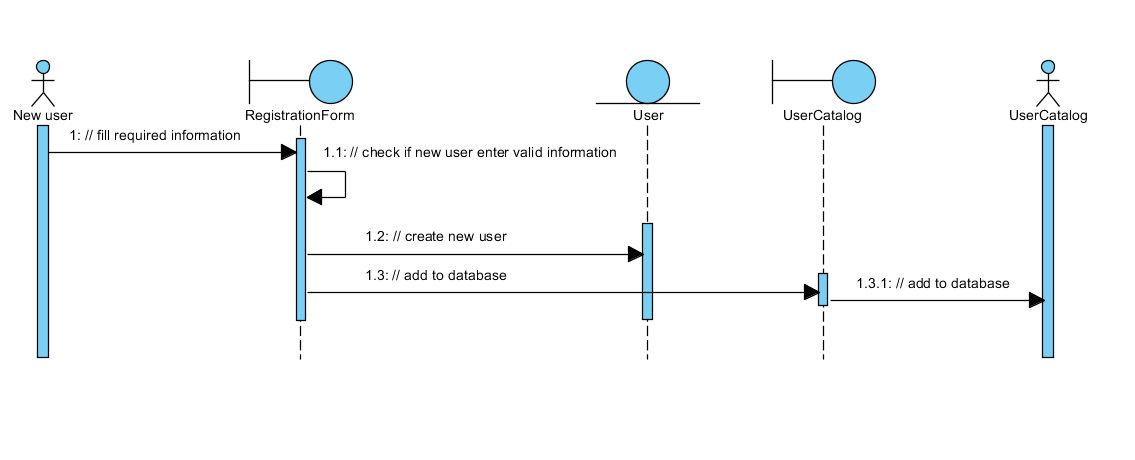 New user
RegistrationForm
User
UserCatalog
UserCatalog
1: // fill required information
1.1: // check if new user enter valid information
1.2: // create new user
1.3: // add to database
1.3.1: // add to database